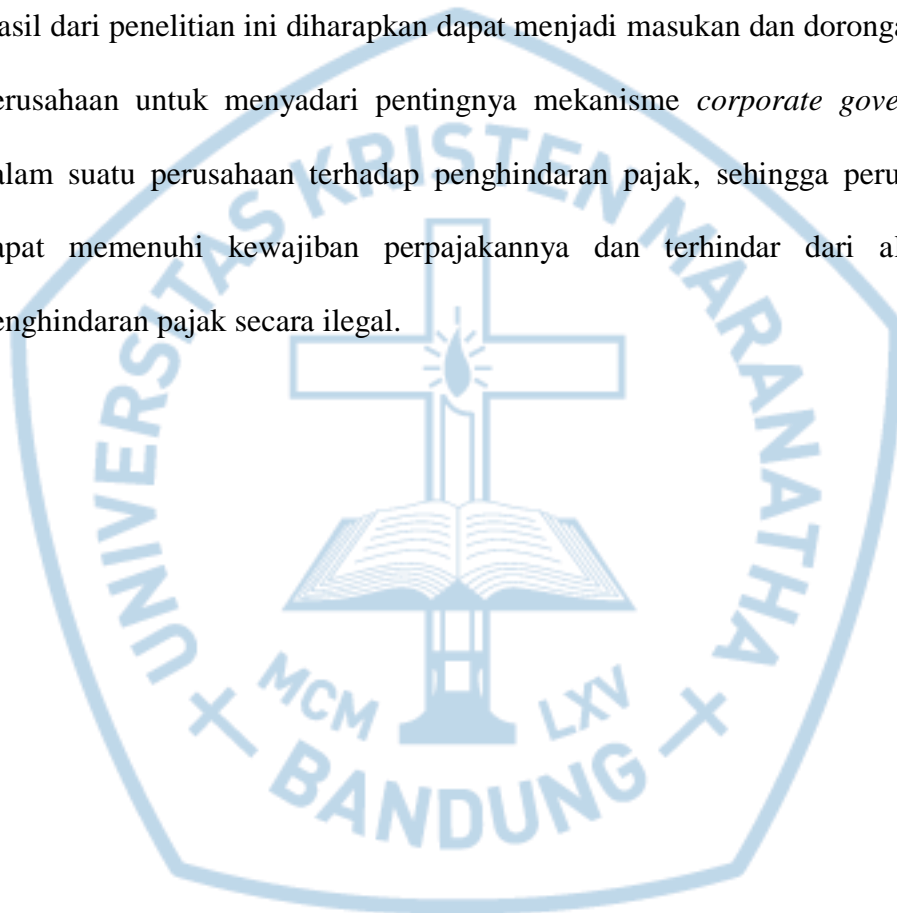 asil dari penelitian ini diharapkan dapat menjadi masukan dan doronga
erusahaan untuk menyadari pentingnya mekanisme corporate gove
alam suatu perusahaan terhadap penghindaran pajak, sehingga peru
apat memenuhi kewajiban perpajakannya dan terhindar dari al
enghindaran pajak secara ilegal.
UNIVERSITAS KRISTEN MARANATHA
MCM LXV
BANDUNG